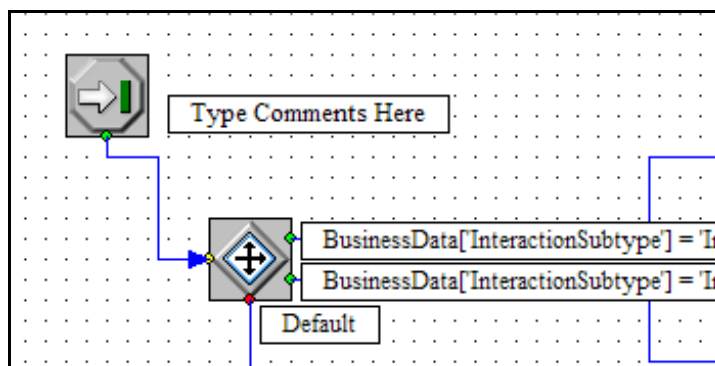 Type Comments Here
BusinessData['InteractionSubtype'] = 'I
BusinessData['InteractionSubtype'] = 'I
Default